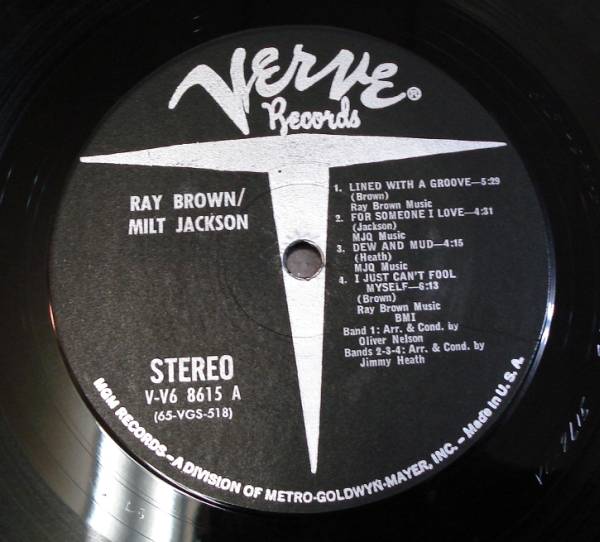 VERVE®
Records
RAY BROWN/
MILT JACKSON
1. LINED WITH A GROOVE—5:29
(Brown)
Ray Brown Music
2. FOR SOMEONE I LOVE—4:31
(Jackson)
MJQ Music
3. DEW AND MUD—4:15
(Heath)
MJQ Music
4. I JUST CAN'T FOOL
MYSELF—6:13
(Brown)
Ray Brown Music
BMI
Band 1: Arr. & Cond. by
Oliver Nelson
Bands 2-3-4: Arr. & Cond. by
Jimmy Heath
STEREO
V-V6 8615 A
(65-VGS-518)
MGM RECORDS—A DIVISION OF METRO-GOLDWYN-MAYER, INC. – Made in U.S.A.